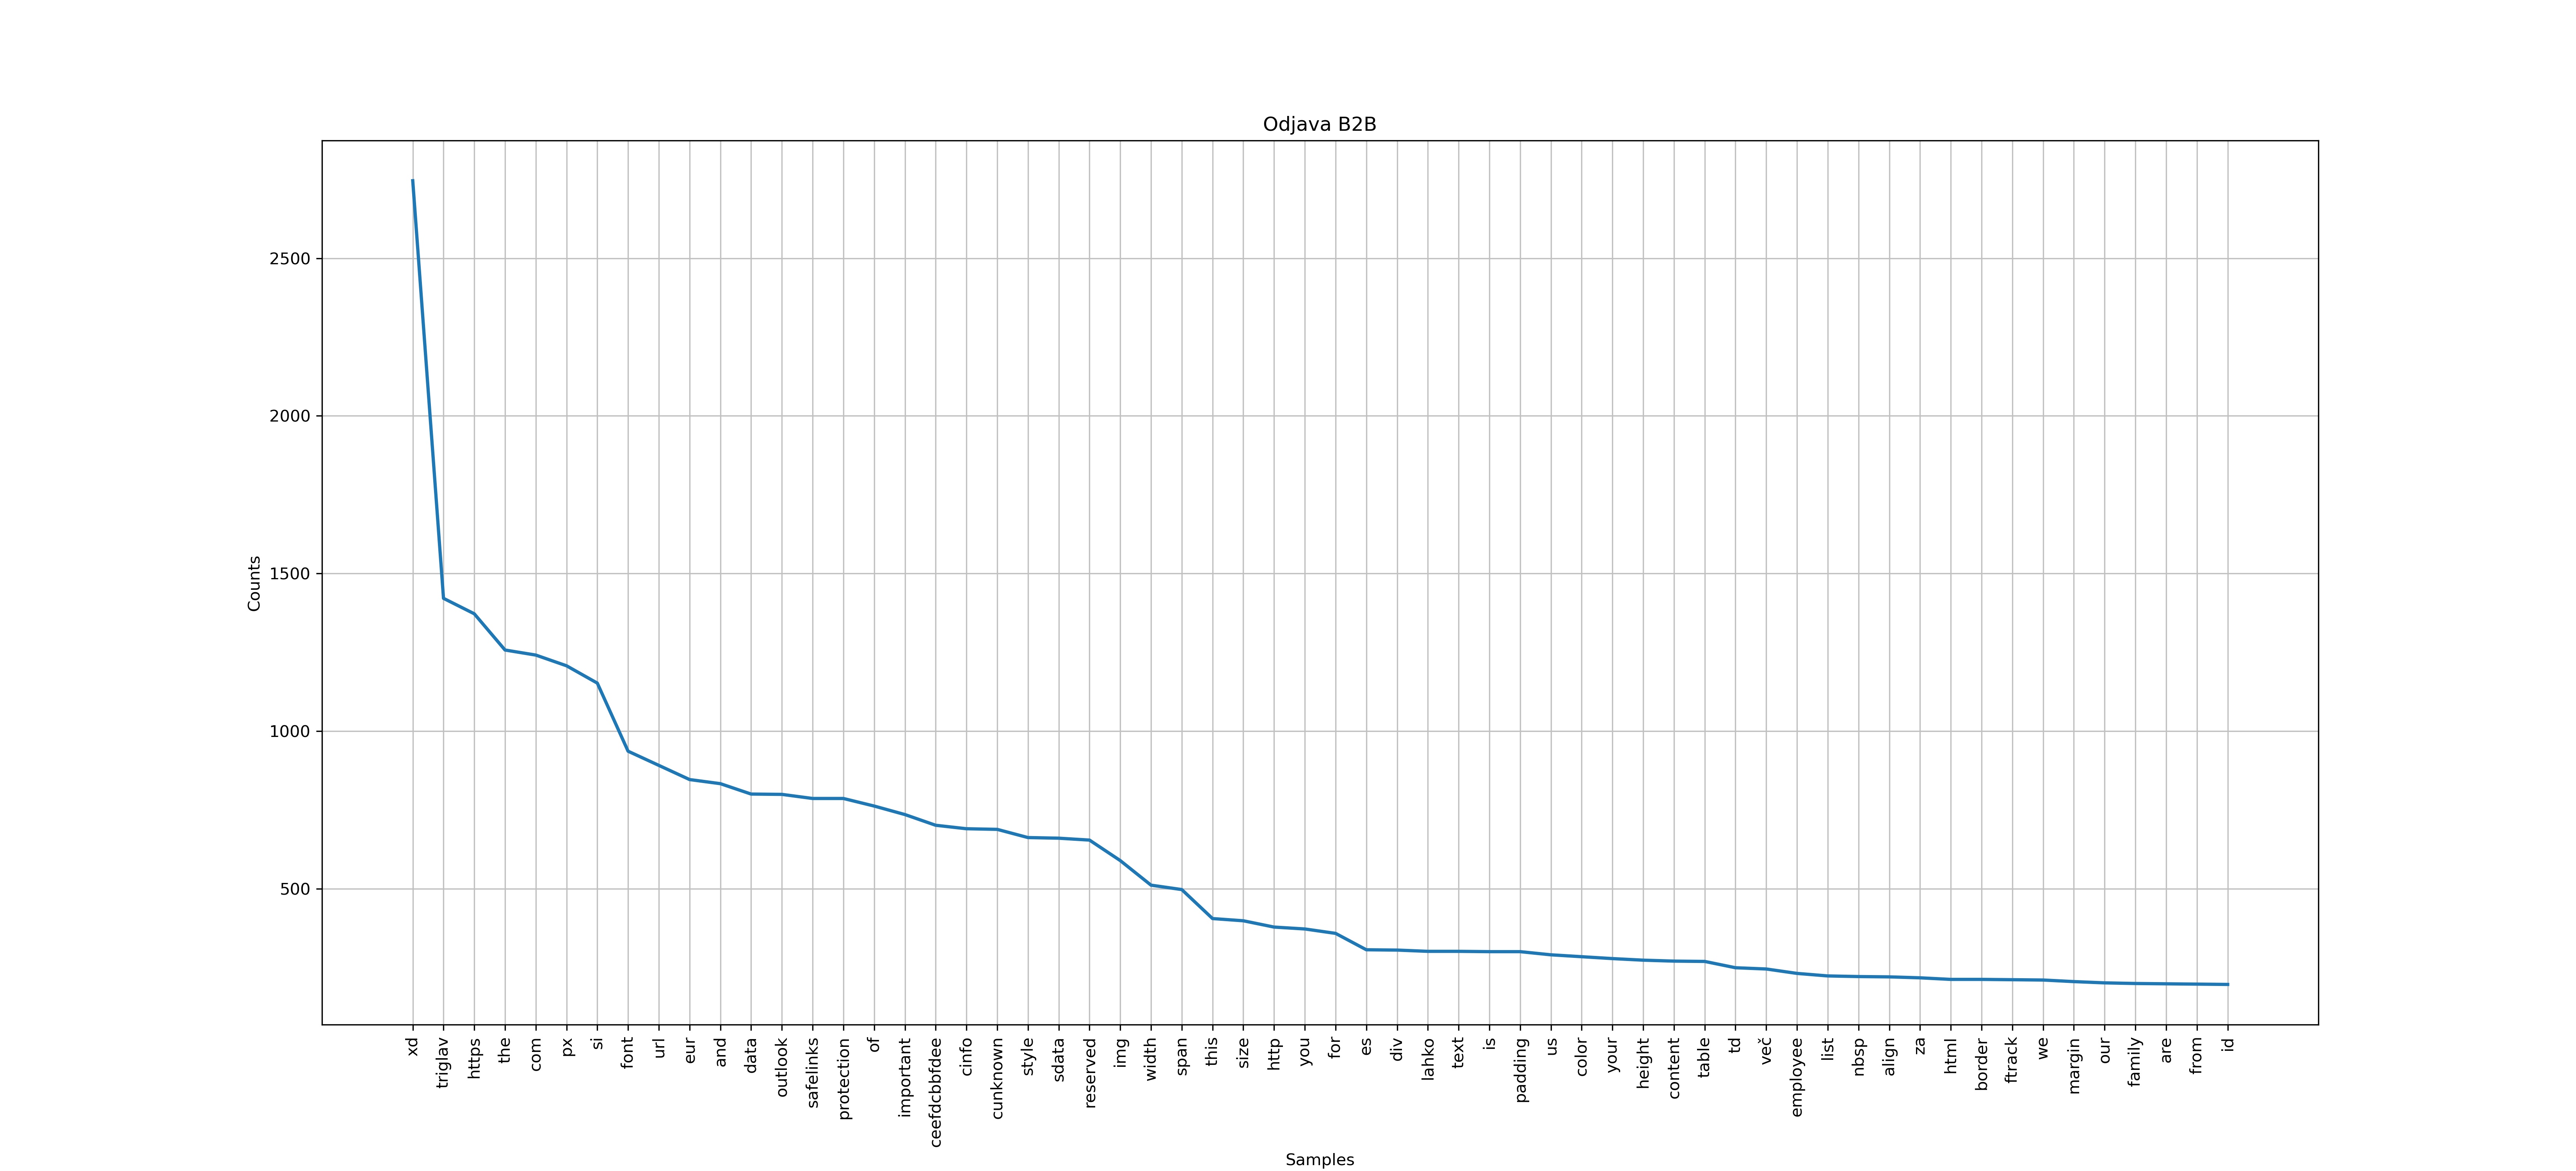 Odjava B2B
Counts
2500
2000
1500
1000
500
xd
triglav
https
the
com
px
si
font
url
eur
and
data
outlook
safelinks
protection
of
important
ceefdcbbfdee
cinfo
cunknown
style
sdata
reserved
img
width
span
this
size
http
you
for
es
div
lahko
text
is
padding
us
color
your
height
content
table
td
več
employee
list
nbsp
align
za
html
border
ftrack
we
margin
our
family
are
from
id
Samples